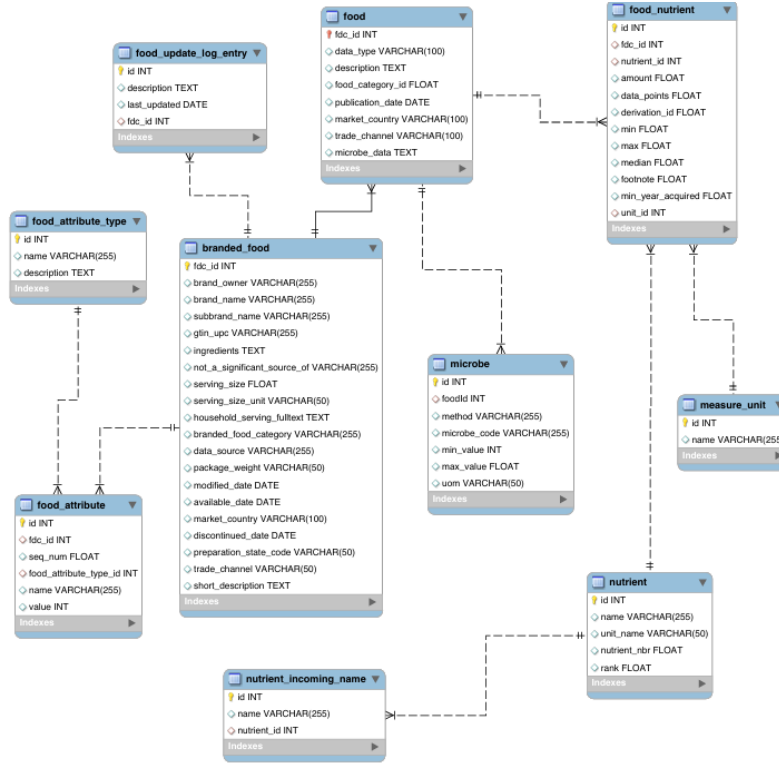 food
fdc_id INT
data_type VARCHAR(100)
description TEXT
food_category_id FLOAT
publication_date DATE
market_country VARCHAR(100)
trade_channel VARCHAR(100)
microbe_data TEXT
Indexes
food_nutrient
id INT
fdc_id INT
nutrient_id INT
amount FLOAT
data_points FLOAT
derivation_id FLOAT
min FLOAT
max FLOAT
median FLOAT
footnote FLOAT
min_year_acquired FLOAT
unit_id INT
Indexes
food_update_log_entry
id INT
description TEXT
last_updated DATE
fdc_id INT
Indexes
food_attribute_type
id INT
name VARCHAR(255)
description TEXT
Indexes
branded_food
fdc_id INT
brand_owner VARCHAR(255)
brand_name VARCHAR(255)
subbrand_name VARCHAR(255)
gtin_upc VARCHAR(255)
ingredients TEXT
not_a_significant_source_of VARCHAR(255)
serving_size FLOAT
serving_size_unit VARCHAR(50)
household_serving_fulltext TEXT
branded_food_category VARCHAR(255)
data_source VARCHAR(255)
package_weight VARCHAR(50)
modified_date DATE
available_date DATE
market_country VARCHAR(100)
discontinued_date DATE
preparation_state_code VARCHAR(50)
trade_channel VARCHAR(50)
short_description TEXT
Indexes
microbe
id INT
foodId INT
method VARCHAR(255)
microbe_code VARCHAR(255)
min_value INT
max_value FLOAT
uom VARCHAR(50)
Indexes
measure_unit
id INT
name VARCHAR(255
Indexes
food_attribute
id INT
fdc_id INT
seq_num FLOAT
food_attribute_type_id INT
name VARCHAR(255)
value INT
Indexes
nutrient
id INT
name VARCHAR(255)
unit_name VARCHAR(50)
nutrient_nbr FLOAT
rank FLOAT
Indexes
nutrient_incoming_name
id INT
name VARCHAR(255)
nutrient_id INT
Indexes